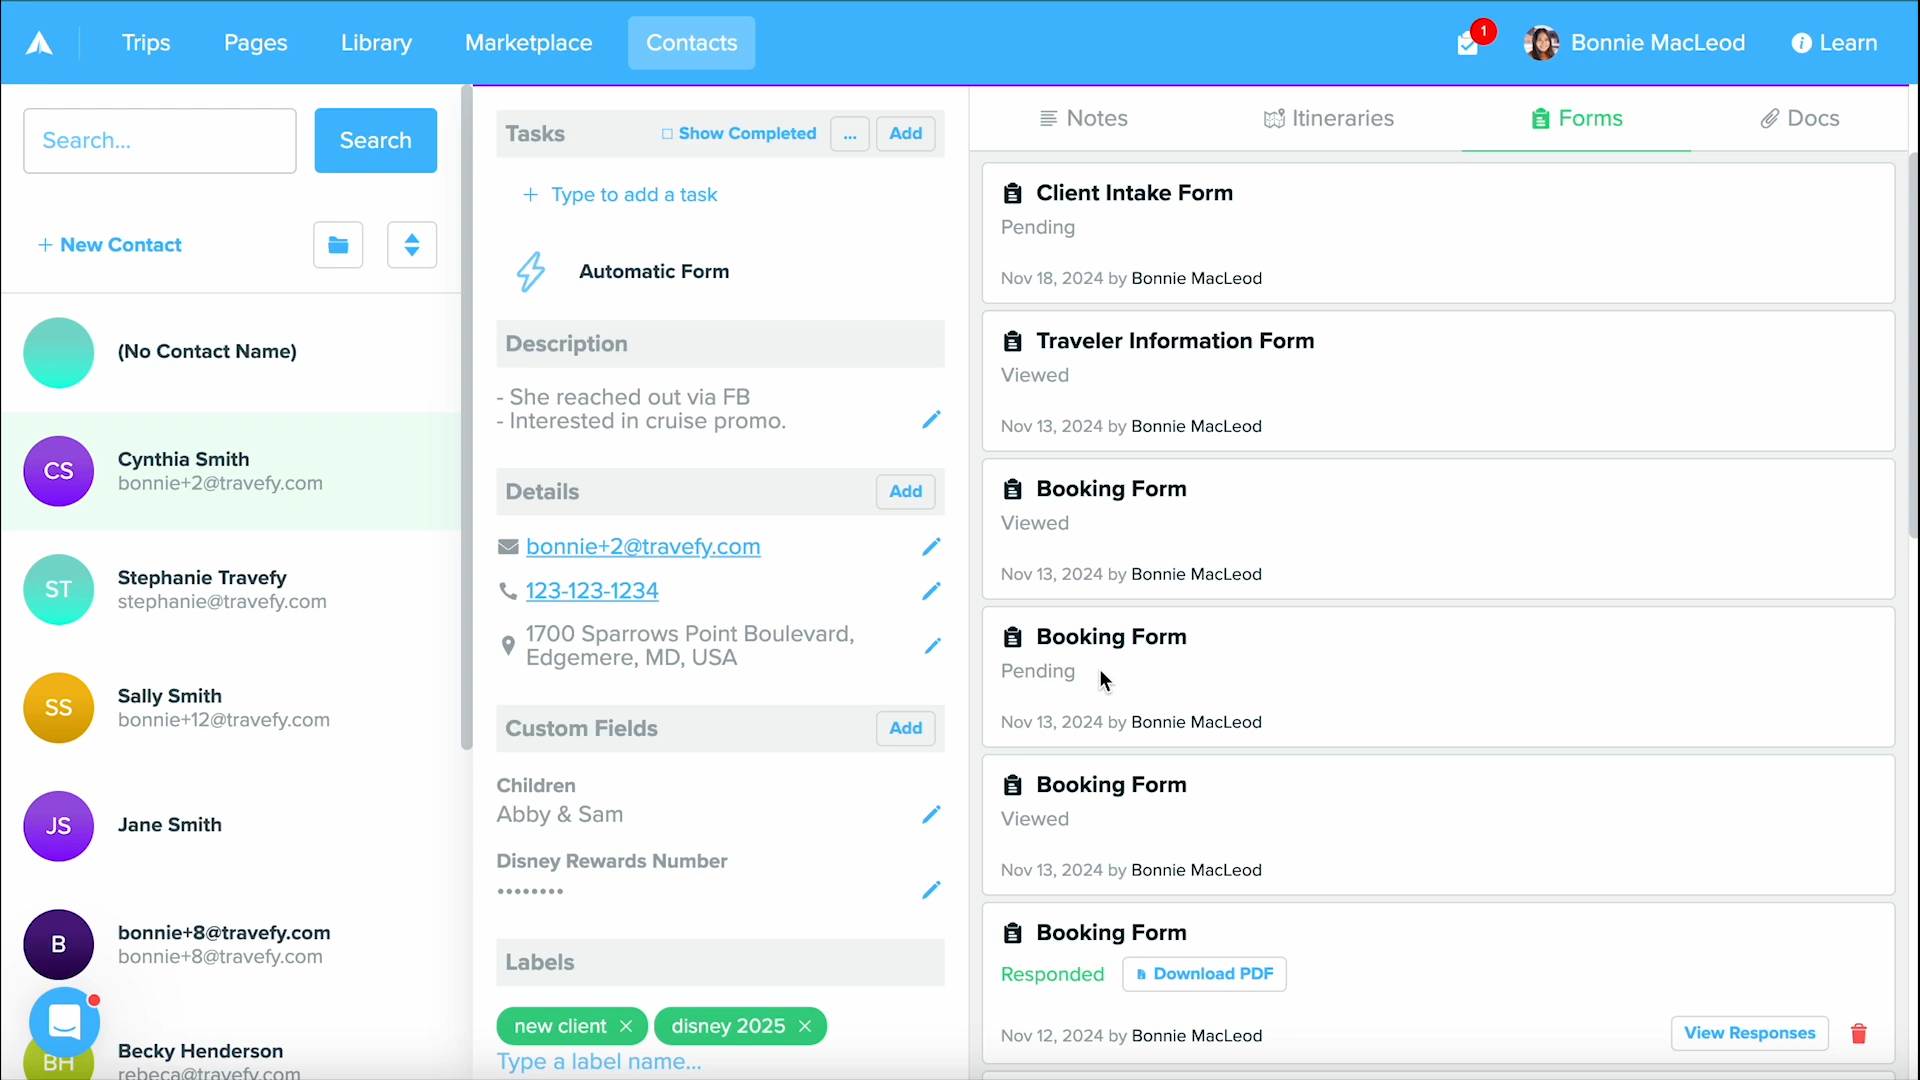 Trips
Pages
Library
Marketplace
Contacts
1
Bonnie MacLeod
Learn
Search...
Search
+ New Contact
(No Contact Name)
CS
Cynthia Smith
bonnie+2@travefy.com
ST
Stephanie Travefy
stephanie@travefy.com
SS
Sally Smith
bonnie+12@travefy.com
JS
Jane Smith
B
bonnie+8@travefy.com
bonnie+8@travefy.com
BH
Becky Henderson
rebeca@travefy.com
Tasks
Show Completed
...
Add
+ Type to add a task
Automatic Form
Description
- She reached out via FB
- Interested in cruise promo.
Details
Add
bonnie+2@travefy.com
123-123-1234
1700 Sparrows Point Boulevard,
Edgemere, MD, USA
Custom Fields
Add
Children
Abby & Sam
Disney Rewards Number
••••••••
Labels
new client ×
disney 2025 ×
Type a label name...
Notes
Itineraries
Forms
Docs
Client Intake Form
Pending
Nov 18, 2024 by Bonnie MacLeod
Traveler Information Form
Viewed
Nov 13, 2024 by Bonnie MacLeod
Booking Form
Viewed
Nov 13, 2024 by Bonnie MacLeod
Booking Form
Pending
Nov 13, 2024 by Bonnie MacLeod
Booking Form
Viewed
Nov 13, 2024 by Bonnie MacLeod
Booking Form
Responded
Download PDF
Nov 12, 2024 by Bonnie MacLeod
View Responses